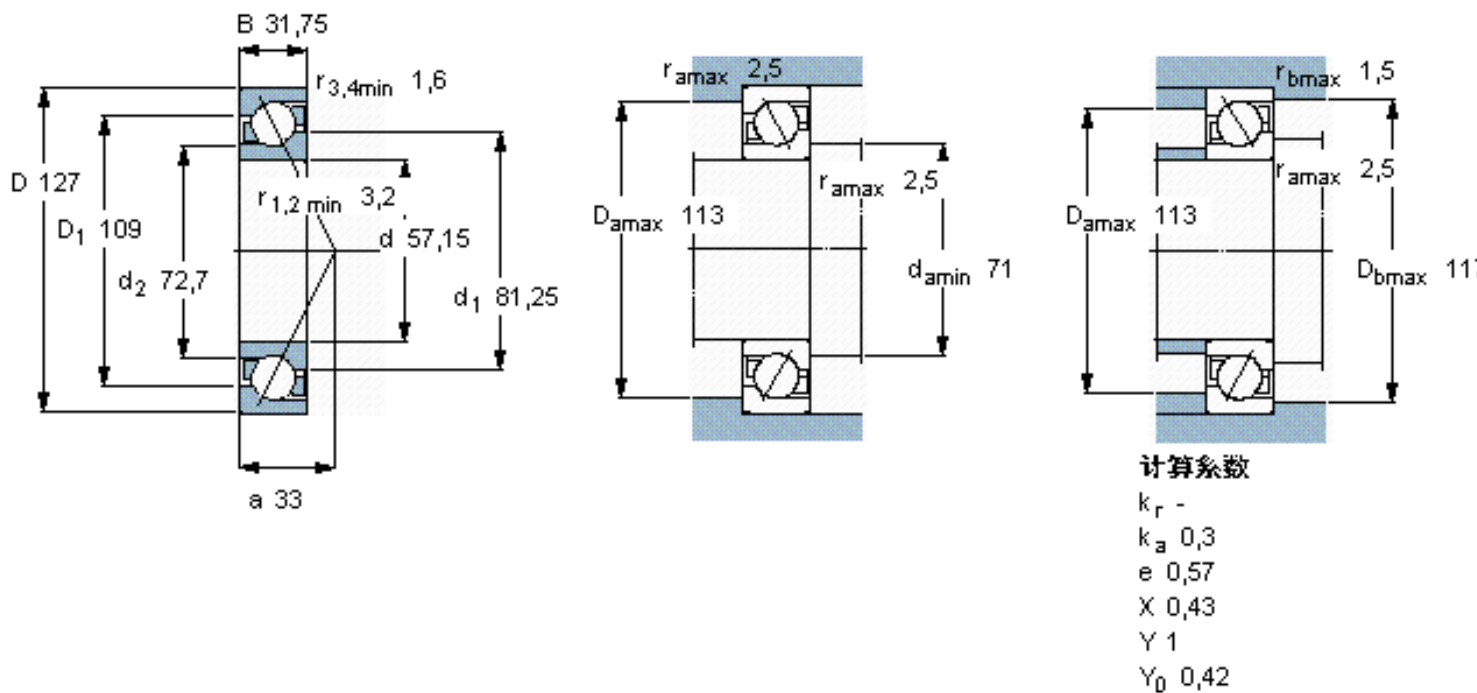 B 31,75
r3,4min 1,6
D 127
D1 109
r1,2 min 3,2
d 57,15
d2 72,7
d1 81,25
a 33
ramax 2,5
ramax 2,5
Damax 113
damin 71
rbmax 1,5
ramax 2,5
Damax 113
Dbmax 117
计算系数
kr -
ka 0,3
e 0,57
X 0,43
Y 1
Y0 0,42